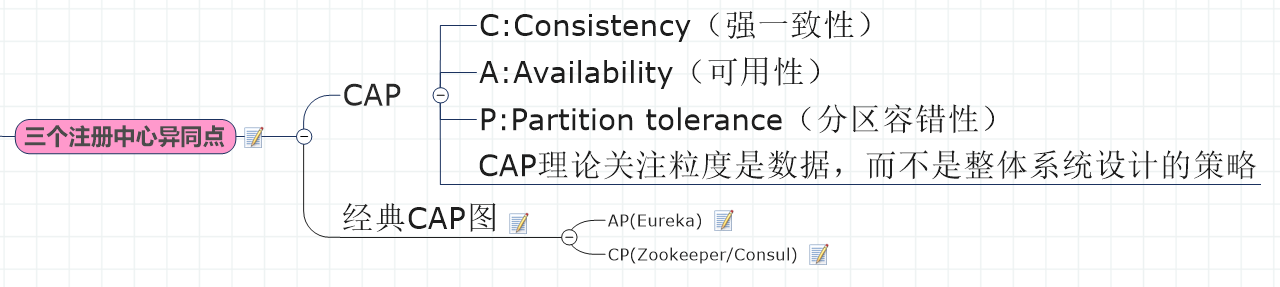 C:Consistency（强一致性）
A:Availability（可用性）
CAP
P:Partition tolerance（分区容错性）
三个注册中心异同点
CAP理论关注粒度是数据，而不是整体系统设计的策略
经典CAP图
AP(Eureka)
CP(Zookeeper/Consul)